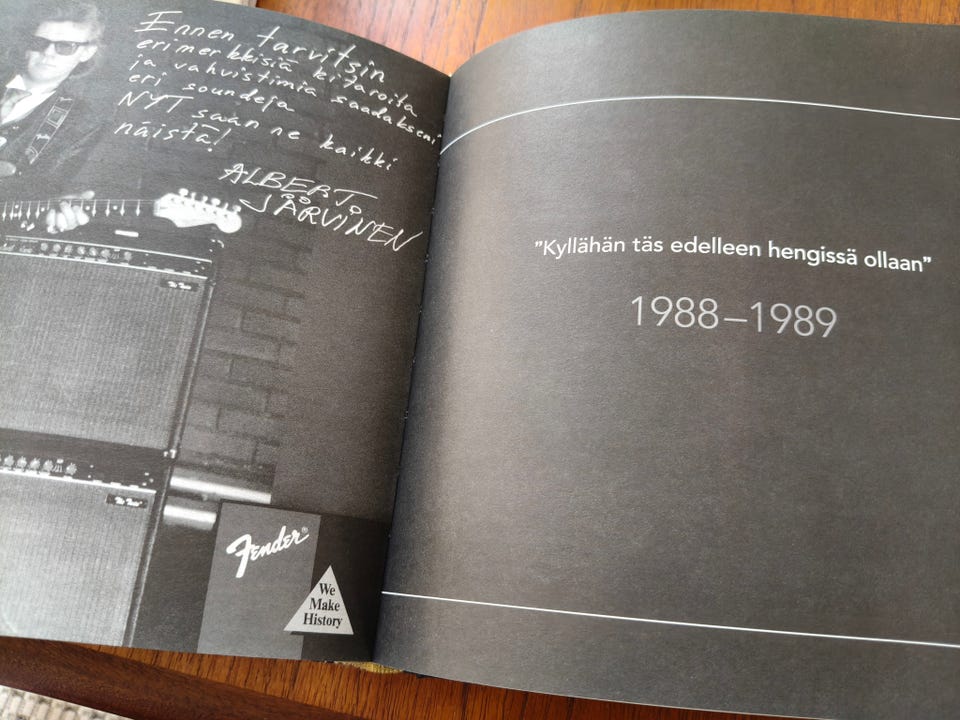 Ennen tarvitsin
erimerkkisiä kitaroita
ja vahvistimia saadakseni
eri soundeja
NYT saan ne kaikki
näistä!
ALBERT
JÄRVINEN
Fender®
We
Make
History
"Kyllähän täs edelleen hengissä ollaan"
1988–1989